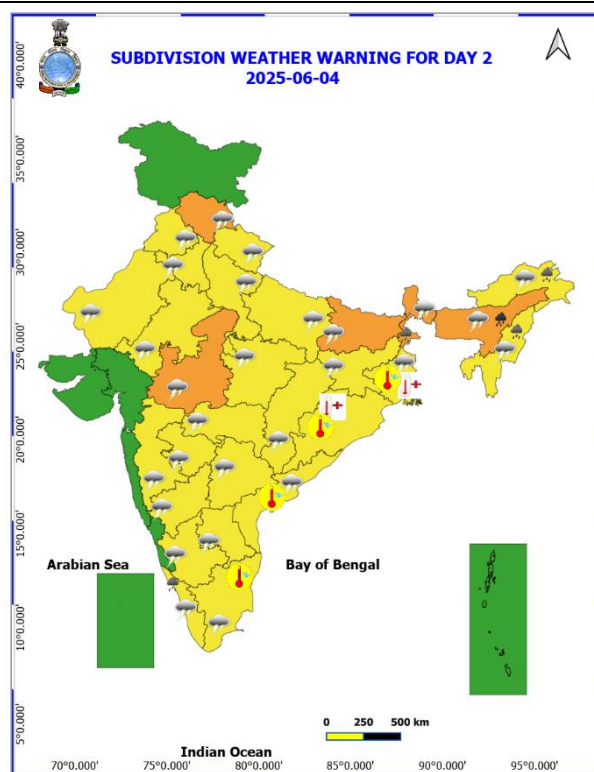 SUBDIVISION WEATHER WARNING FOR DAY 2
2025-06-04
40°0.000'
35°0.000'
30°0.000'
25°0.000'
20°0.000'
15°0.000'
10°0.000'
5°0.000'
Arabian Sea
Bay of Bengal
0 250 500 km
Indian Ocean
70°0.000' 75°0.000' 80°0.000' 85°0.000' 90°0.000' 95°0.000'